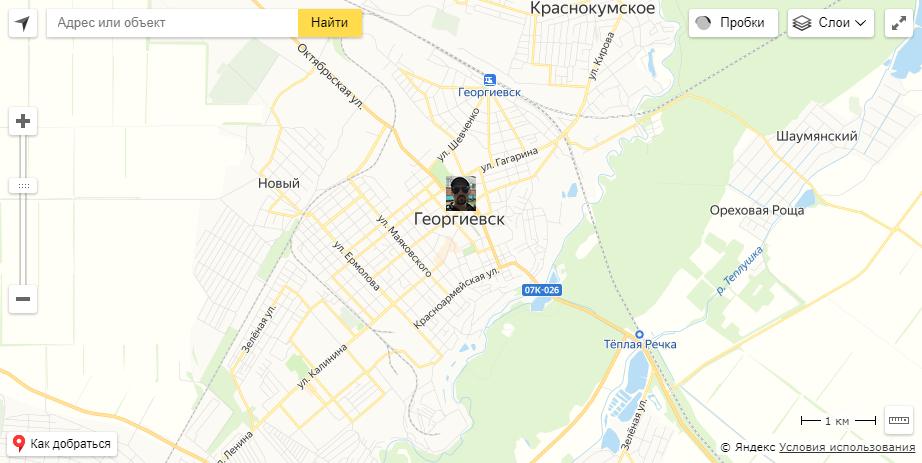 Краснокумское
Адрес или объект
Найти
Пробки
Слои
Октябрьская ул.
ул. Кирова
Георгиевск
ул. Шевченко
ул. Гагарина
Шаумянский
Новый
Георгиевск
Ореховая Роща
ул. Маяковского
ул. Ермолова
р. Теплушка
Красноармейская ул.
07К-026
Зелёная ул.
Тёплая Речка
ул. Калинина
Зелёная ул.
1 км
ул. Ленина
Как добраться
© Яндекс Условия использования